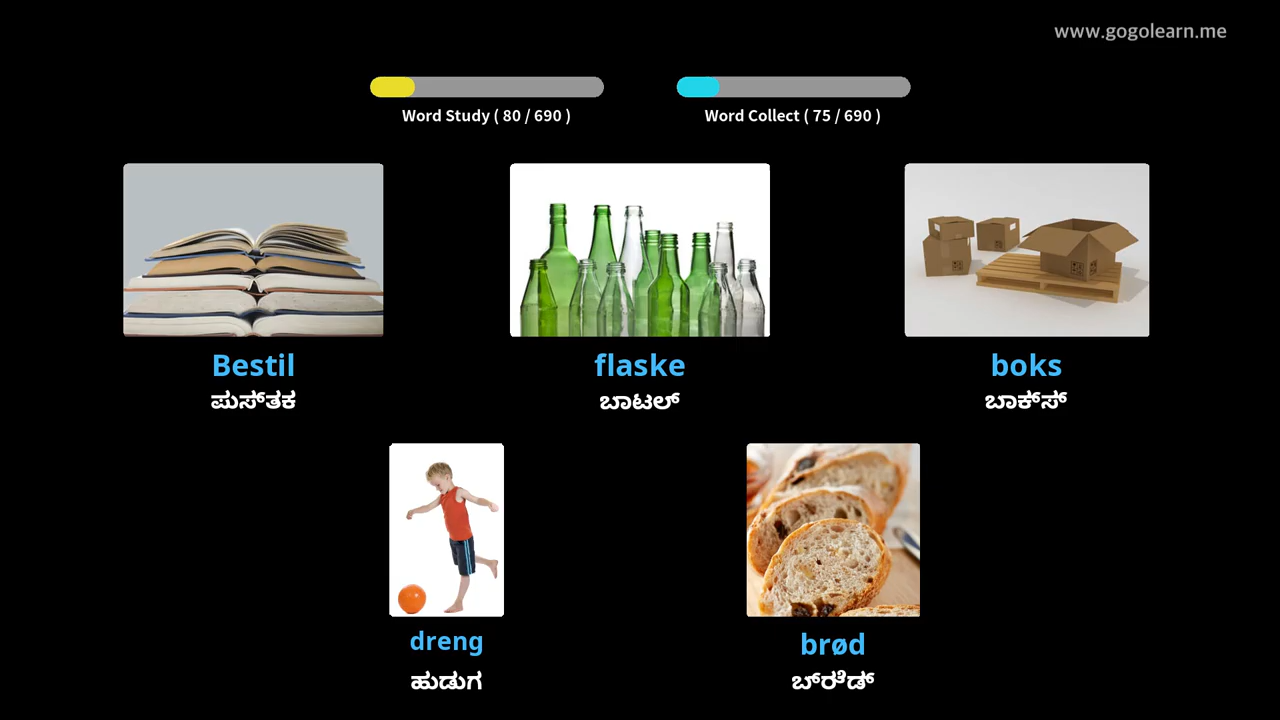 www.gogolearn.me
Word Study ( 80 / 690 )
Word Collect ( 75 / 690 )
Bestil
ಪುಸ್ತಕ
flaske
ಬಾಟಲ್
boks
ಬಾಕ್ಸ್
dreng
ಹುಡುಗ
brød
ಬ್ರೆಡ್